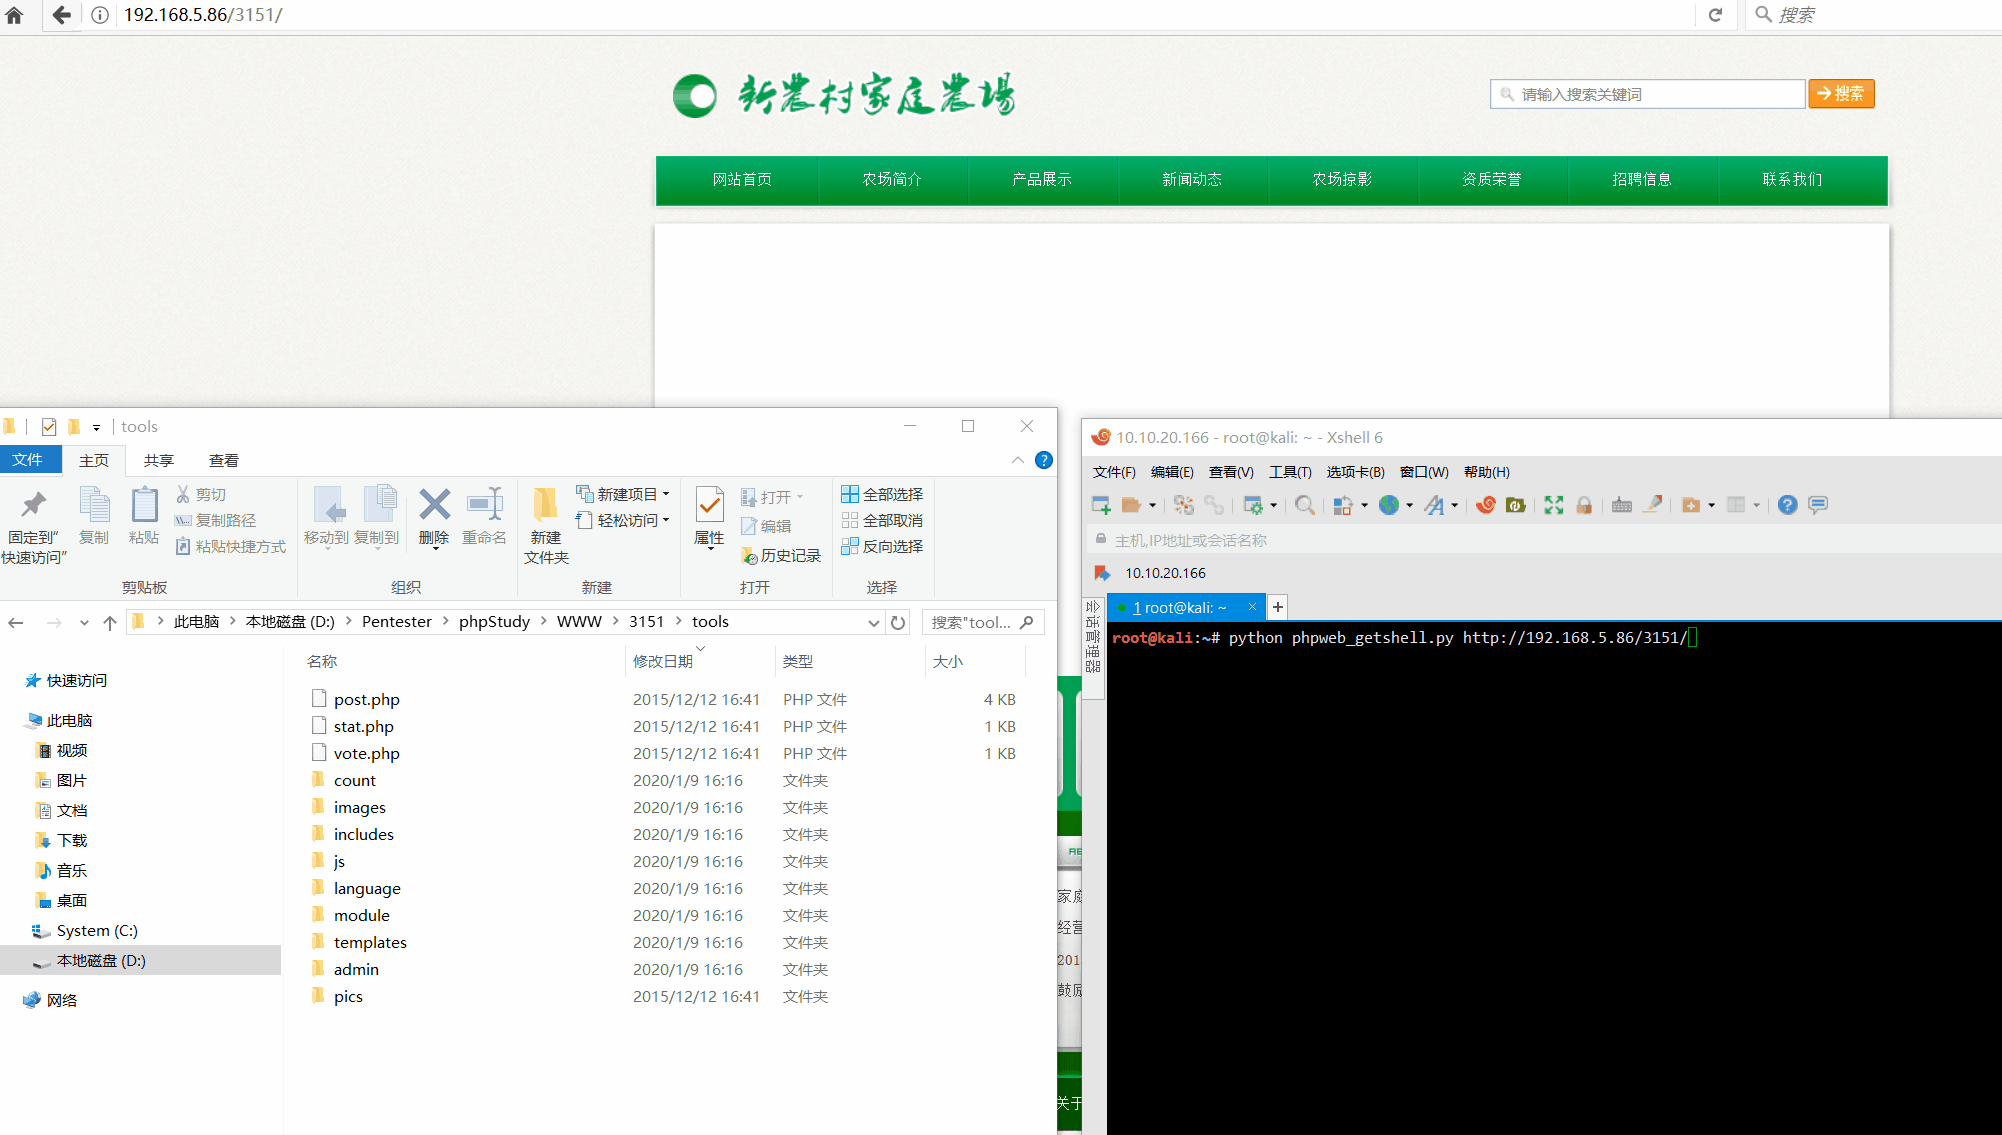 192.168.5.86/3151/
搜索
新農村家庭農場
请输入搜索关键词
搜索
网站首页 农场简介 产品展示 新闻动态 农场掠影 资质荣誉 招聘信息 联系我们
tools
文件 主页 共享 查看
固定到"快速访问"
复制
粘贴
剪切
复制路径
粘贴快捷方式
剪贴板
移动到 复制到 删除 重命名
组织
新建文件夹
新建项目
轻松访问
新建
属性
打开
编辑
历史记录
打开
全部选择
全部取消
反向选择
选择
此电脑 本地磁盘 (D:) Pentester phpStudy WWW 3151 tools
搜索"tool...
快速访问
此电脑
视频
图片
文档
下载
音乐
桌面
System (C:)
本地磁盘 (D:)
网络
名称 修改日期 类型 大小
post.php 2015/12/12 16:41 PHP 文件 4 KB
stat.php 2015/12/12 16:41 PHP 文件 1 KB
vote.php 2015/12/12 16:41 PHP 文件 1 KB
count 2020/1/9 16:16 文件夹
images 2020/1/9 16:16 文件夹
includes 2020/1/9 16:16 文件夹
js 2020/1/9 16:16 文件夹
language 2020/1/9 16:16 文件夹
module 2020/1/9 16:16 文件夹
templates 2020/1/9 16:16 文件夹
admin 2020/1/9 16:16 文件夹
pics 2015/12/12 16:41 文件夹
家庭
经营
201
鼓励
关于
10.10.20.166 - root@kali: ~ - Xshell 6
文件(F) 编辑(E) 查看(V) 工具(T) 选项卡(B) 窗口(W) 帮助(H)
主机,IP地址或会话名称
10.10.20.166
会话管理器
1 root@kali: ~
root@kali:~# python phpweb_getshell.py http://192.168.5.86/3151/